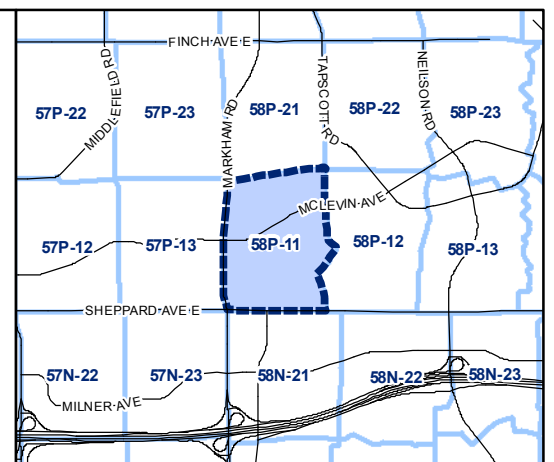 FINCH AVE E
MIDDLEFIELD RD
MARKHAM RD
TAPSCOTT RD
NEILSON RD
57P-22
57P-23
58P-21
58P-22
58P-23
MCLEVIN AVE
57P-12
57P-13
58P-11
58P-12
58P-13
SHEPPARD AVE E
57N-22
57N-23
58N-21
58N-22
58N-23
MILNER AVE